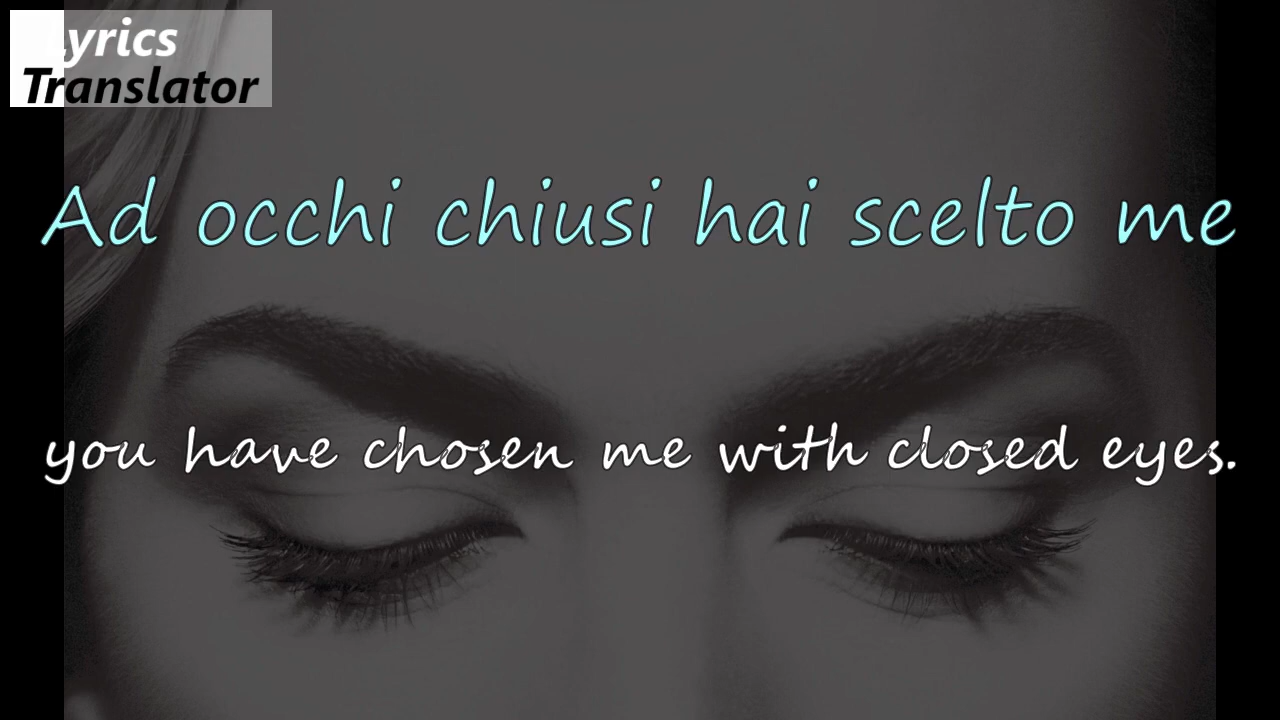 Lyrics
Translator
Ad occhi chiusi hai scelto me
you have chosen me with closed eyes.